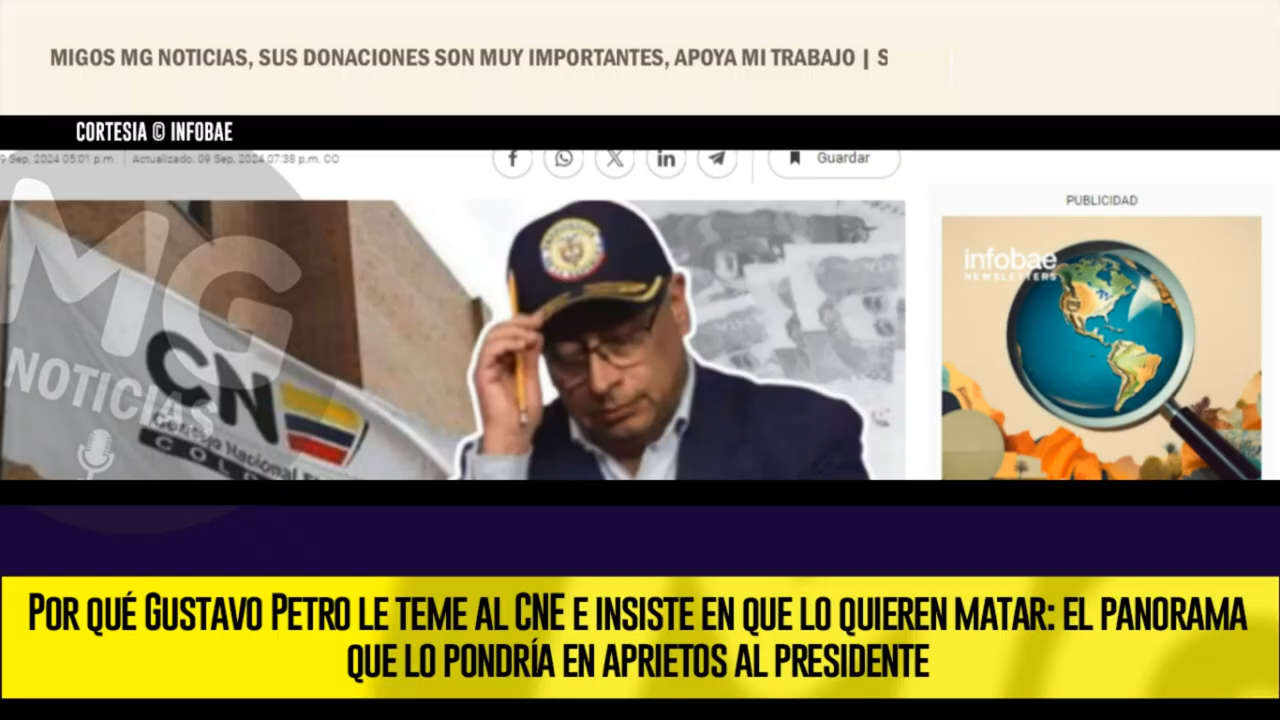 MIGOS MG NOTICIAS, SUS DONACIONES SON MUY IMPORTANTES, APOYA MI TRABAJO | S
CORTESIA © INFOBAE
9 Sep, 2024 05:01 p.m. | Actualizado: 09 Sep, 2024 07:38 p.m. CO
Guardar
PUBLICIDAD
infobae
NEWSLETTERS
MG
NOTICIAS
CN
Consejo Nacional
COL
POR QUÉ GUSTAVO PETRO LE TEME AL CNE E INSISTE EN QUE LO QUIEREN MATAR: EL PANORAMA
QUE LO PONDRÍA EN APRIETOS AL PRESIDENTE